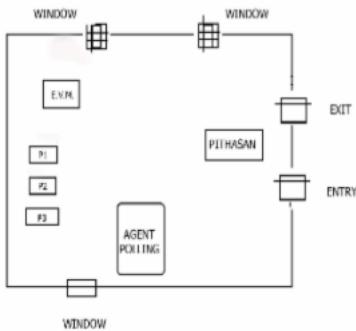 WINDOW
WINDOW
E.V.M.
EXIT
PITHASAN
P1
P2
P3
ENTRY
AGENT
POLLING
WINDOW